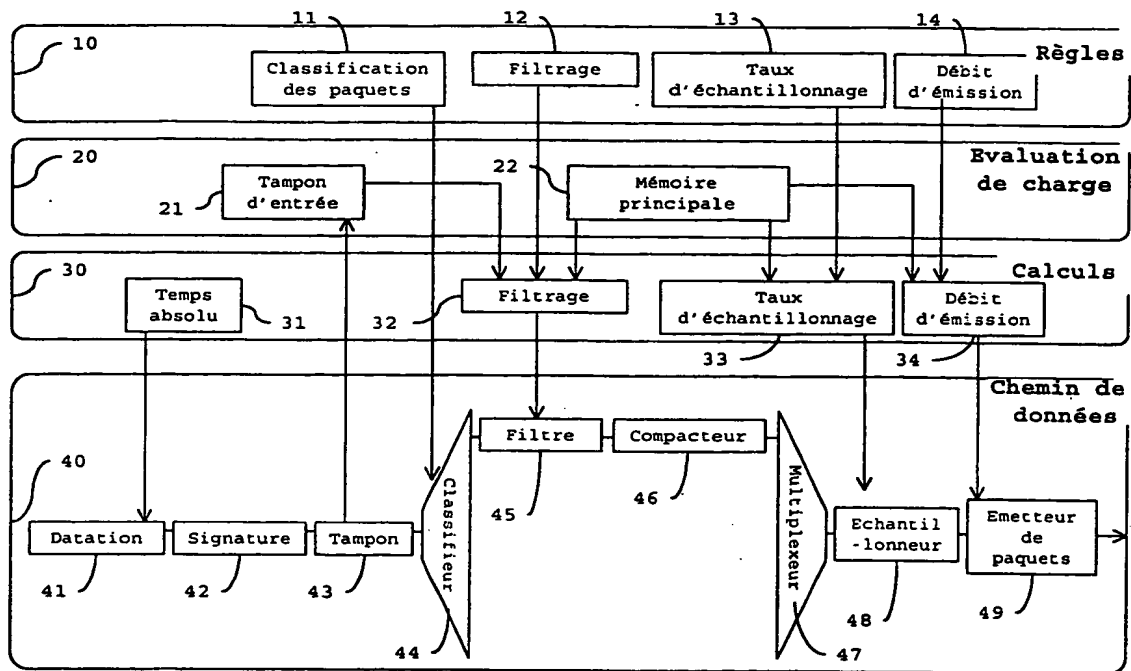 11
12
13
14
10
Règles
Classification
des paquets
Filtrage
Taux
d'échantillonnage
Débit
d'émission
20
Evaluation
de charge
22
21
Tampon
d'entrée
Mémoire
principale
30
Calculs
Temps
absolu
31
32
Filtrage
Taux
d'échantillonnage
Débit
d'émission
33
34
Chemin de
données
40
Filtre
Compacteur
45
46
Classifieur
Multiplexeur
Datation
Signature
Tampon
Echantil
-lonneur
Emetteur
de
paquets
41
42
43
44
47
48
49